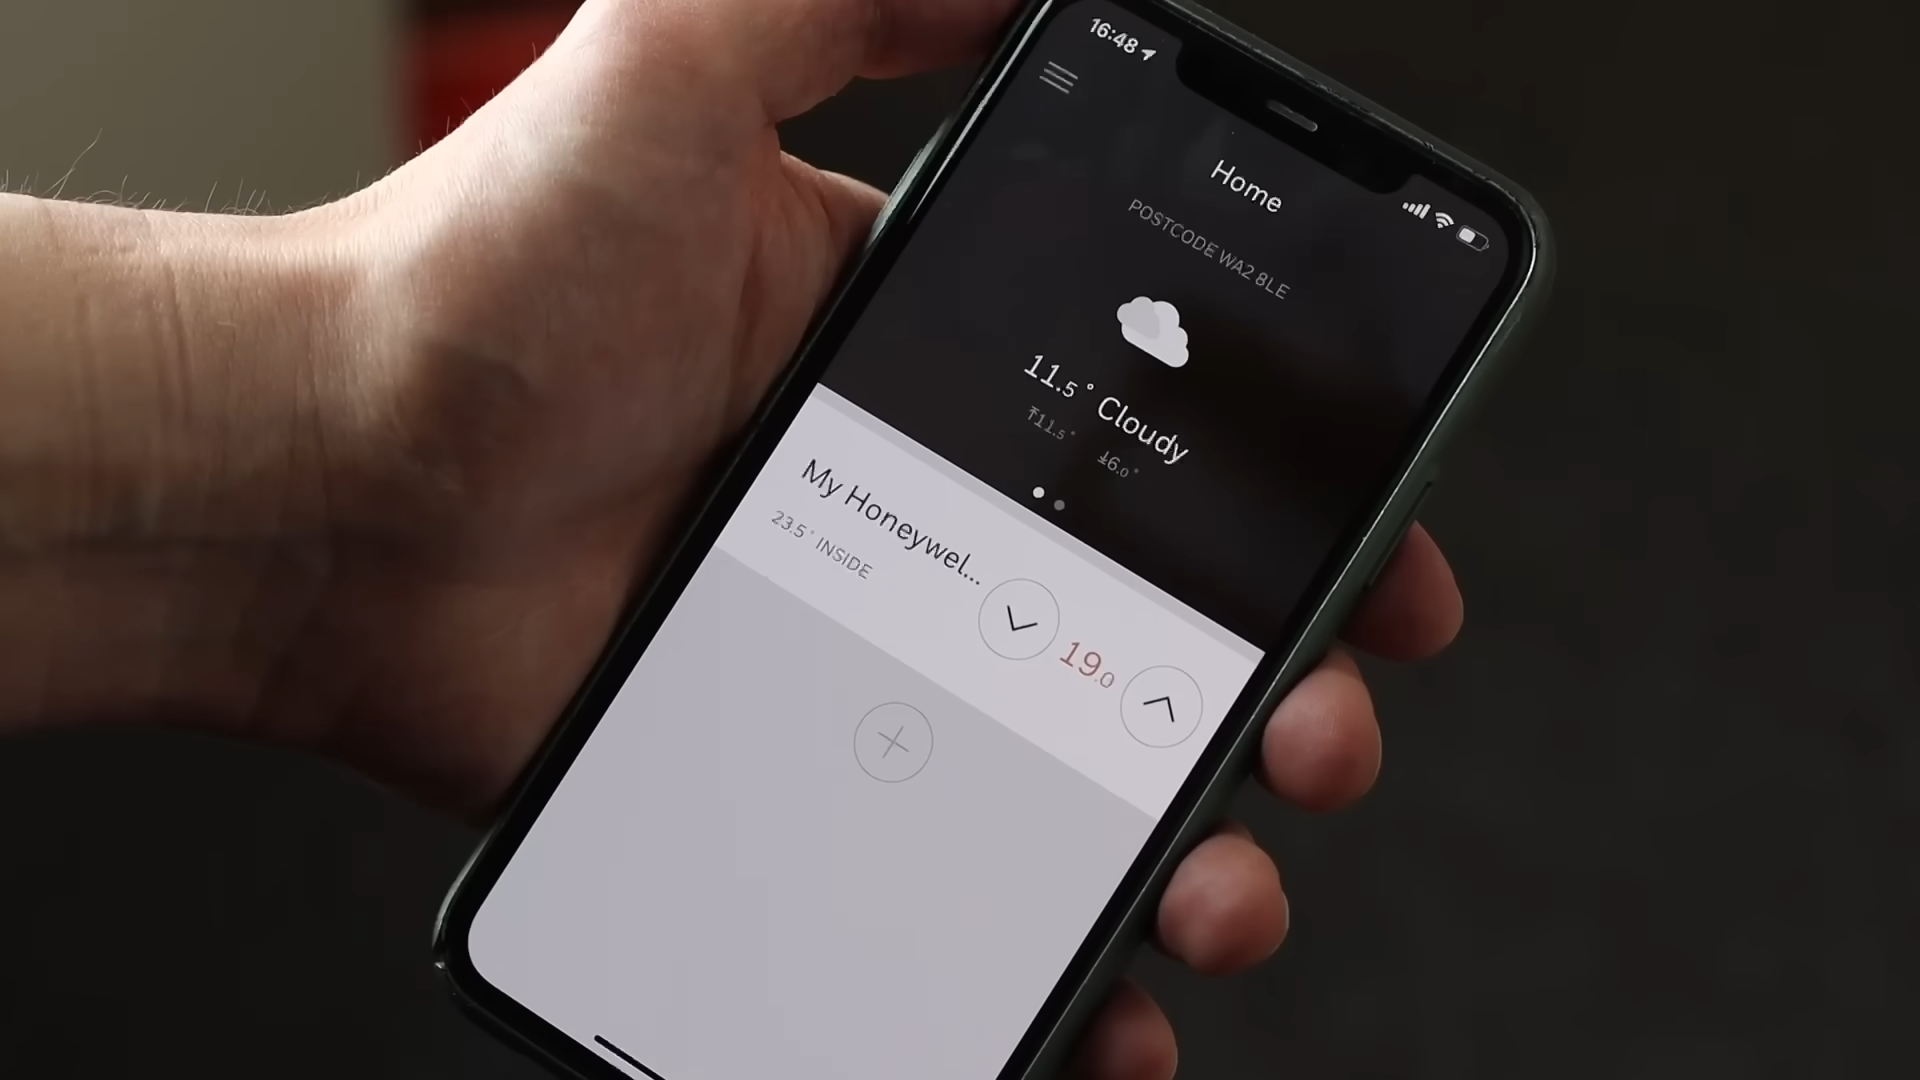 16:48
Home
POSTCODE WA2 8LE
11.5° Cloudy
11.5° 6.0°
My Honeywel...
23.5° INSIDE
19.0